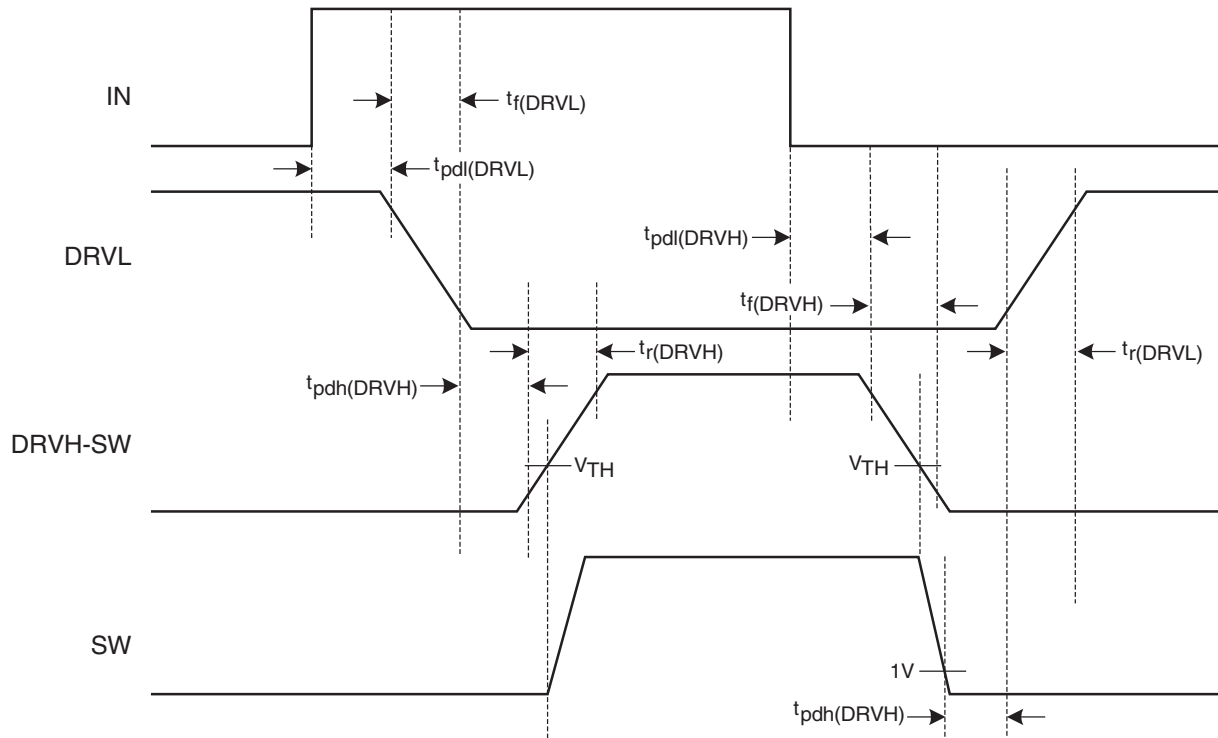 IN
tf(DRVL)
tpdl(DRVL)
DRVL
tpdl(DRVH)
tf(DRVH)
tr(DRVH)
tr(DRVL)
tpdh(DRVH)
DRVH-SW
VTH
VTH
SW
1V
tpdh(DRVH)